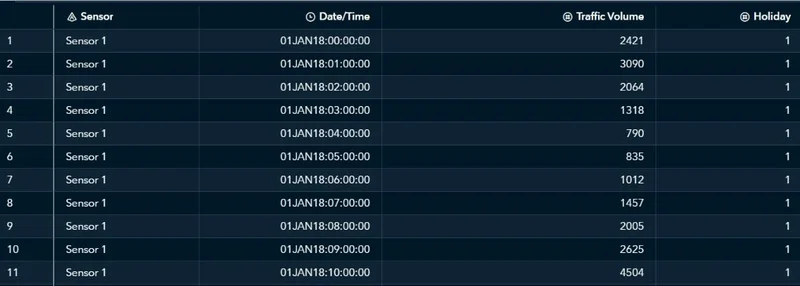 Sensor Date/Time Traffic Volume Holiday
1 Sensor 1 01JAN18:00:00:00 2421 1
2 Sensor 1 01JAN18:01:00:00 3090 1
3 Sensor 1 01JAN18:02:00:00 2064 1
4 Sensor 1 01JAN18:03:00:00 1318 1
5 Sensor 1 01JAN18:04:00:00 790 1
6 Sensor 1 01JAN18:05:00:00 835 1
7 Sensor 1 01JAN18:06:00:00 1012 1
8 Sensor 1 01JAN18:07:00:00 1457 1
9 Sensor 1 01JAN18:08:00:00 2005 1
10 Sensor 1 01JAN18:09:00:00 2625 1
11 Sensor 1 01JAN18:10:00:00 4504 1